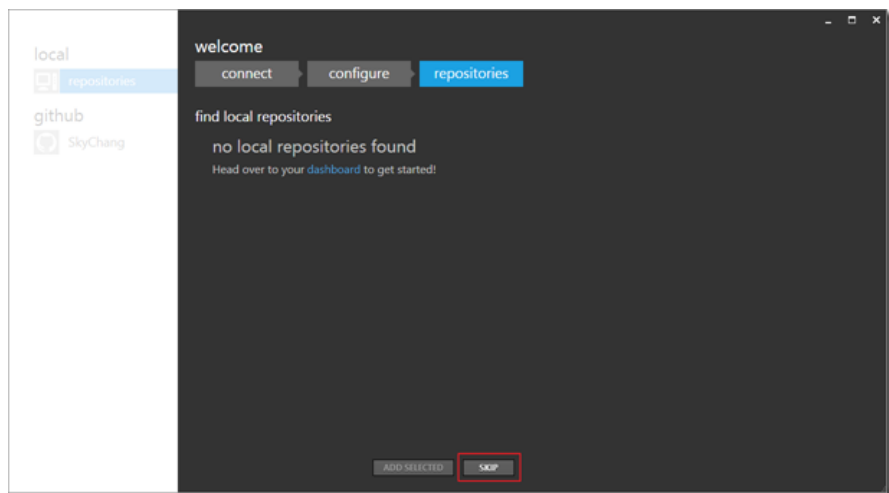 local
repositories
github
SkyChang
welcome
connect
configure
repositories
find local repositories
no local repositories found
Head over to your dashboard to get started!
ADD SELECTED
SKIP